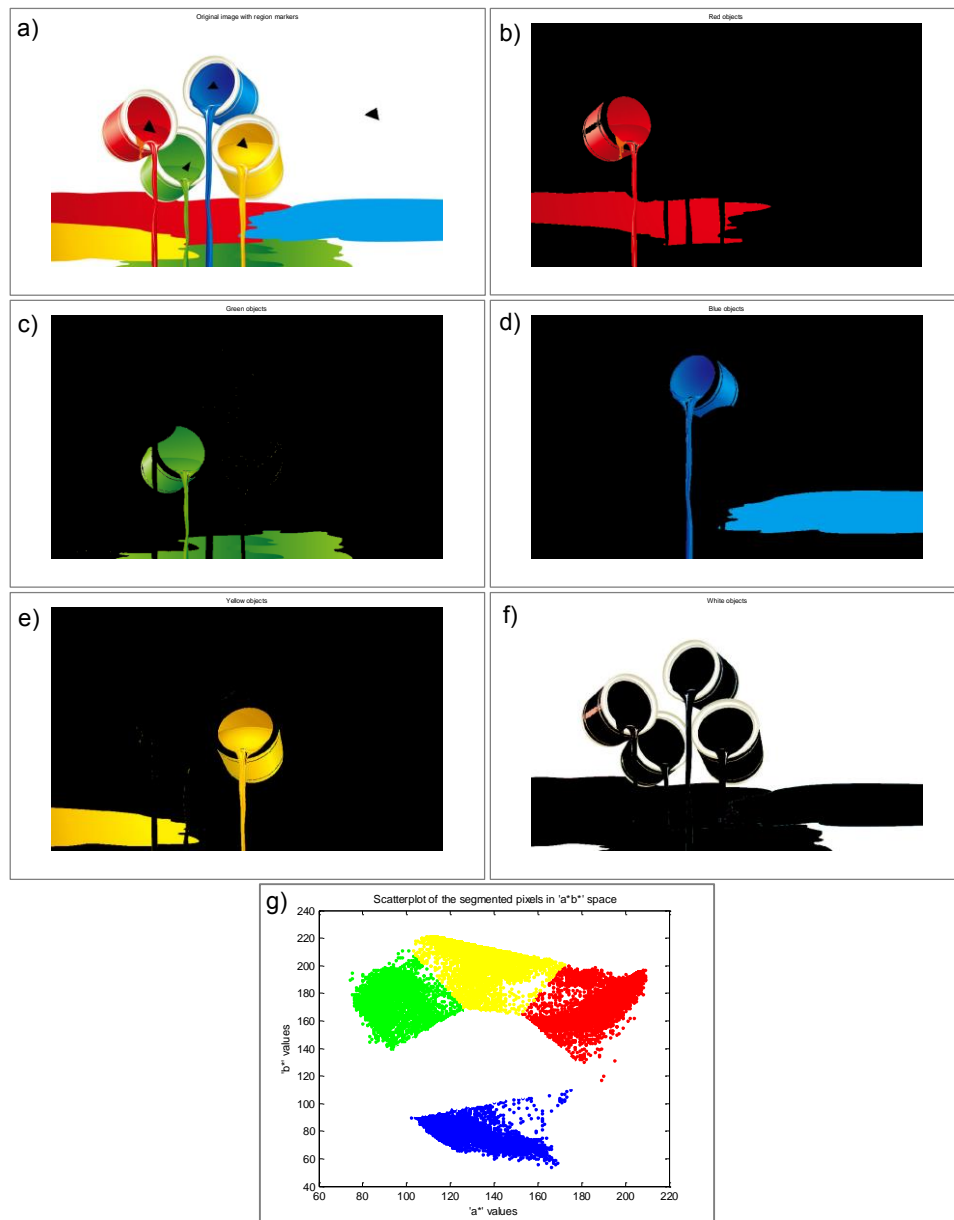 a)
Original image with region markers
b)
Red objects
c)
Green objects
d)
Blue objects
e)
Yellow objects
f)
White objects
g)
Scatterplot of the segmented pixels in 'a*b*' space
240
220
200
180
160
140
120
100
80
60
40
'b*' values
60 80 100 120 140 160 180 200 220
'a*' values